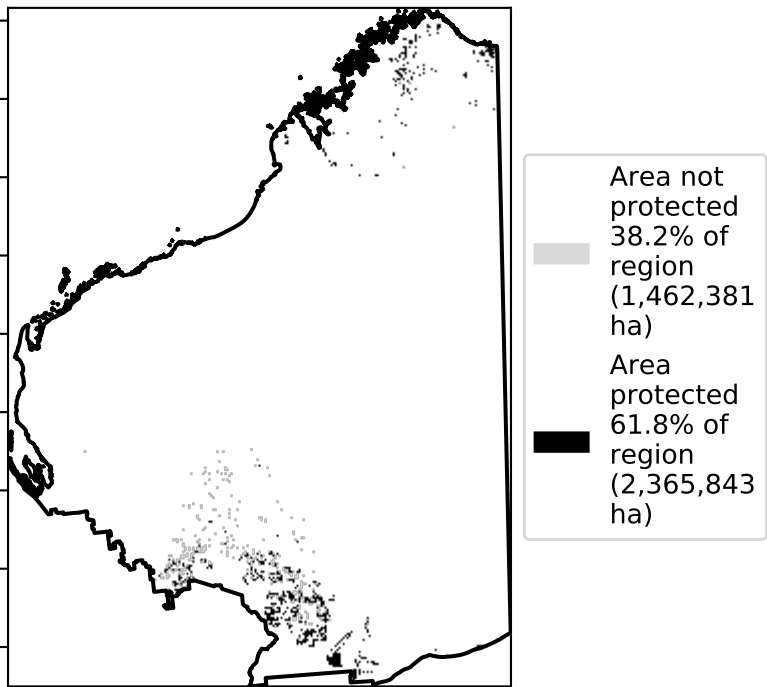 Area not
protected
38.2% of
region
(1,462,381
ha)
Area
protected
61.8% of
region
(2,365,843
ha)